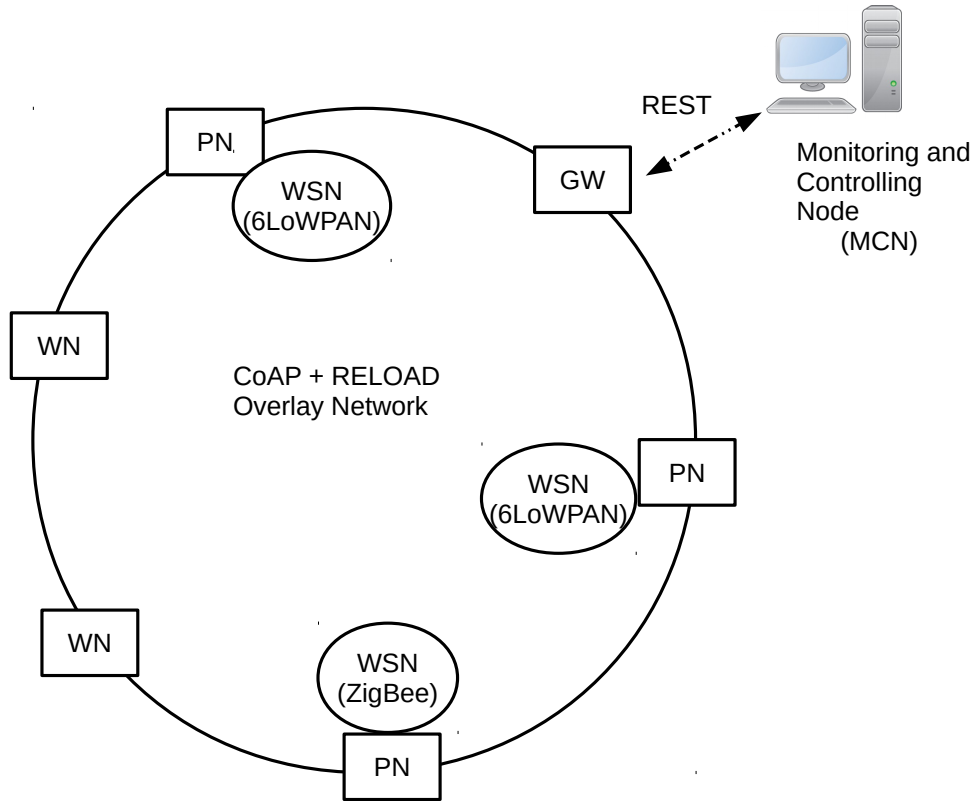 REST
PN
WSN
(6LoWPAN)
GW
Monitoring and
Controlling
Node
(MCN)
WN
CoAP + RELOAD
Overlay Network
PN
WSN
(6LoWPAN)
WN
WSN
(ZigBee)
PN